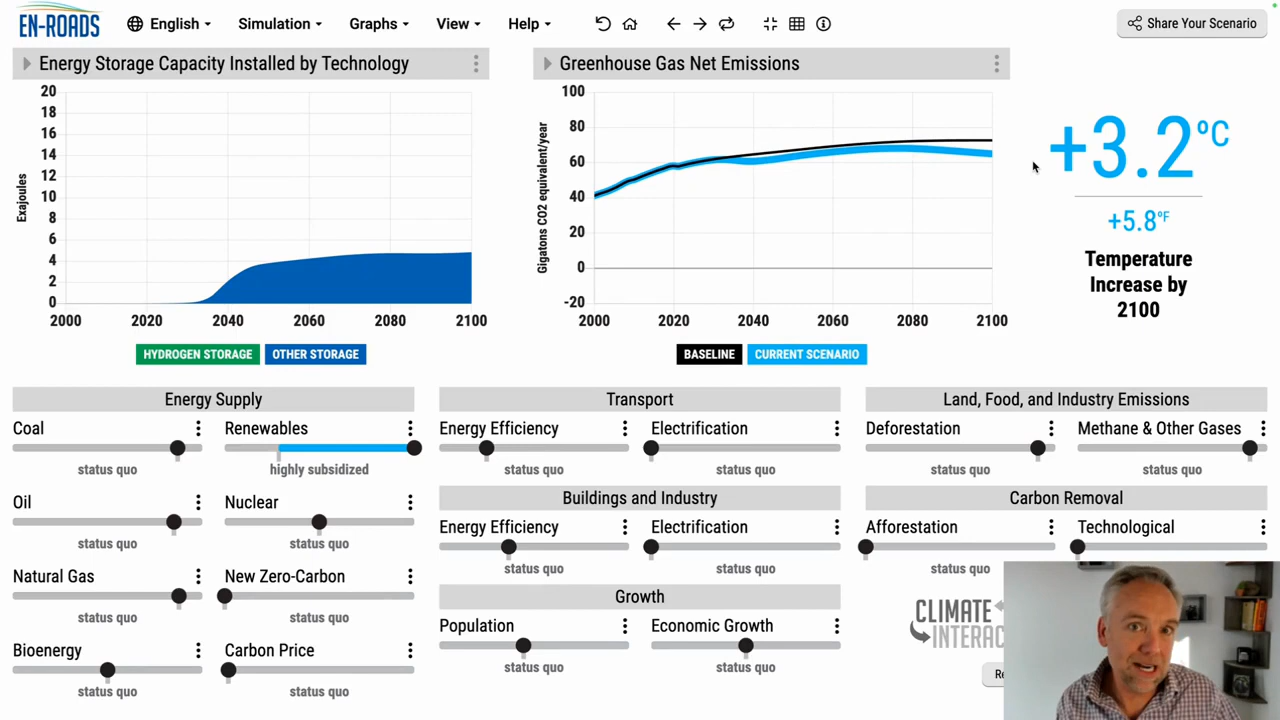 EN-ROADS
English
Simulation
Graphs
View
Help
Share Your Scenario
Energy Storage Capacity Installed by Technology
Exajoules
20
18
16
14
12
10
8
6
4
2
0
2000 2020 2040 2060 2080 2100
HYDROGEN STORAGE OTHER STORAGE
Greenhouse Gas Net Emissions
Gigatons CO2 equivalent/year
100
80
60
40
20
0
-20
2000 2020 2040 2060 2080 2100
BASELINE CURRENT SCENARIO
+3.2°C
+5.8°F
Temperature
Increase by
2100
Energy Supply
Coal
status quo
Renewables
highly subsidized
Oil
status quo
Nuclear
status quo
Natural Gas
status quo
New Zero-Carbon
status quo
Bioenergy
status quo
Carbon Price
status quo
Transport
Energy Efficiency
status quo
Electrification
status quo
Buildings and Industry
Energy Efficiency
status quo
Electrification
status quo
Growth
Population
status quo
Economic Growth
status quo
Land, Food, and Industry Emissions
Deforestation
status quo
Methane & Other Gases
status quo
Carbon Removal
Afforestation
status quo
Technological
CLIMATE
INTERAC
Re